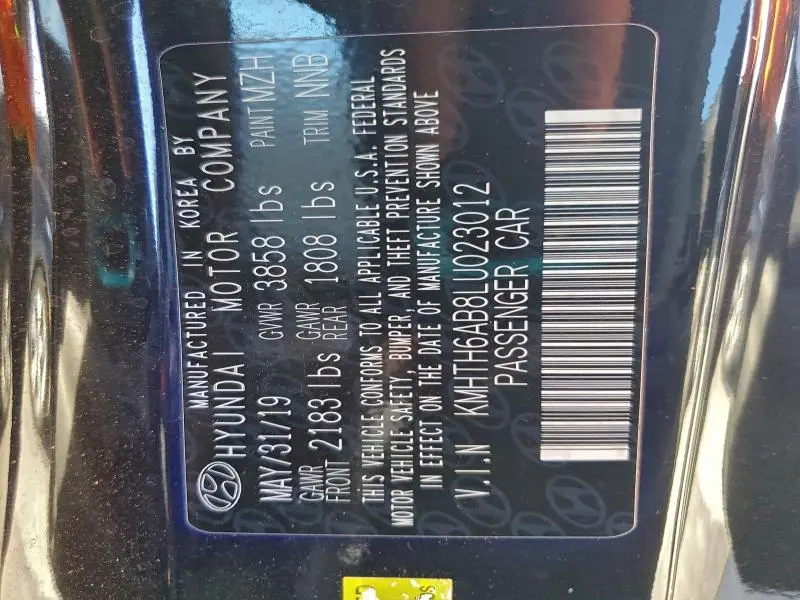 MANUFACTURED IN KOREA BY
HYUNDAI MOTOR COMPANY
MAY/31/19 GVWR 3858 lbs PAINT MZH
GAWR FRONT 2183 lbs GAWR REAR 1808 lbs TRIM NNB
THIS VEHICLE CONFORMS TO ALL APPLICABLE U.S.A. FEDERAL
MOTOR VEHICLE SAFETY, BUMPER, AND THEFT PREVENTION STANDARDS
IN EFFECT ON THE DATE OF MANUFACTURE SHOWN ABOVE
V.I.N KMHTH6AB8LU023012
PASSENGER CAR